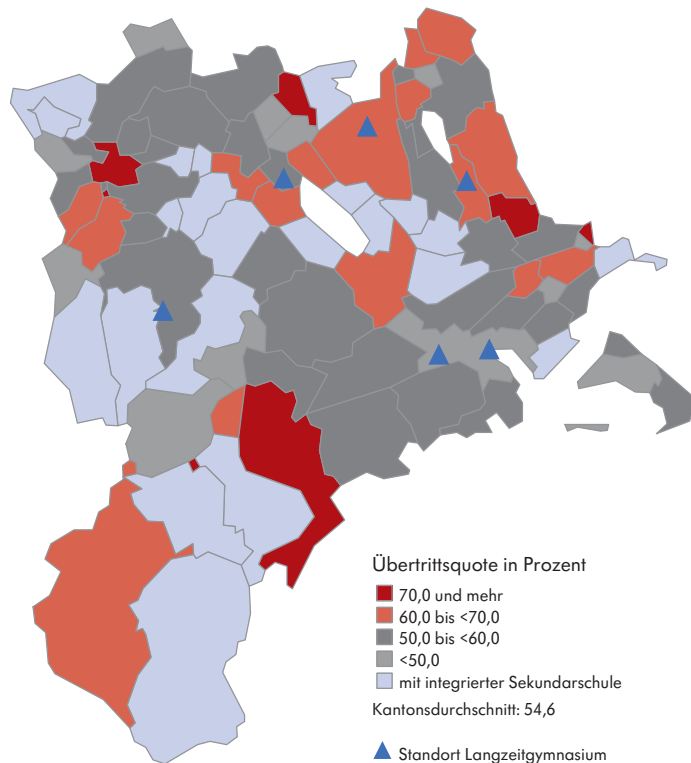 Übertrittsquote in Prozent
70,0 und mehr
60,0 bis <70,0
50,0 bis <60,0
<50,0
mit integrierter Sekundarschule
Kantonsdurchschnitt: 54,6
Standort Langzeitgymnasium